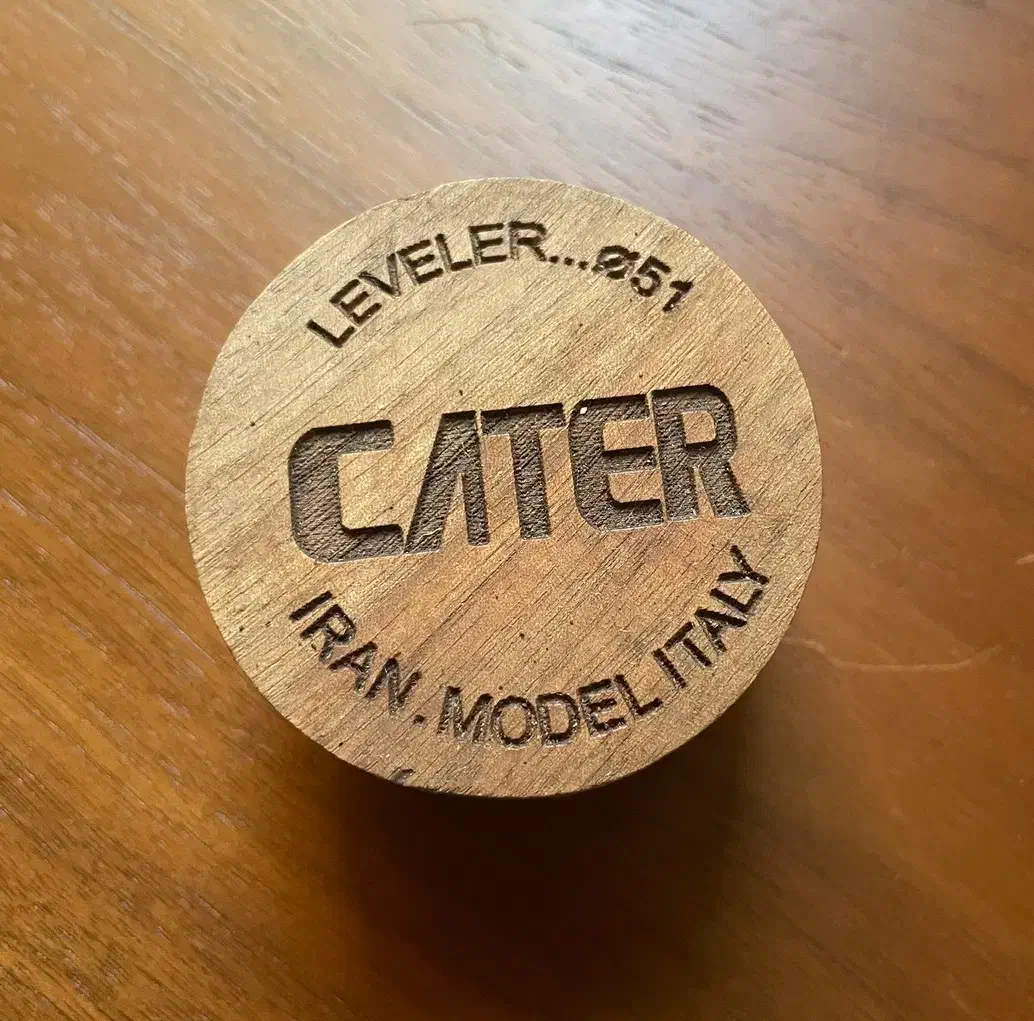 LEVELER...Ø51
CATER
IRAN.MODEL ITALY